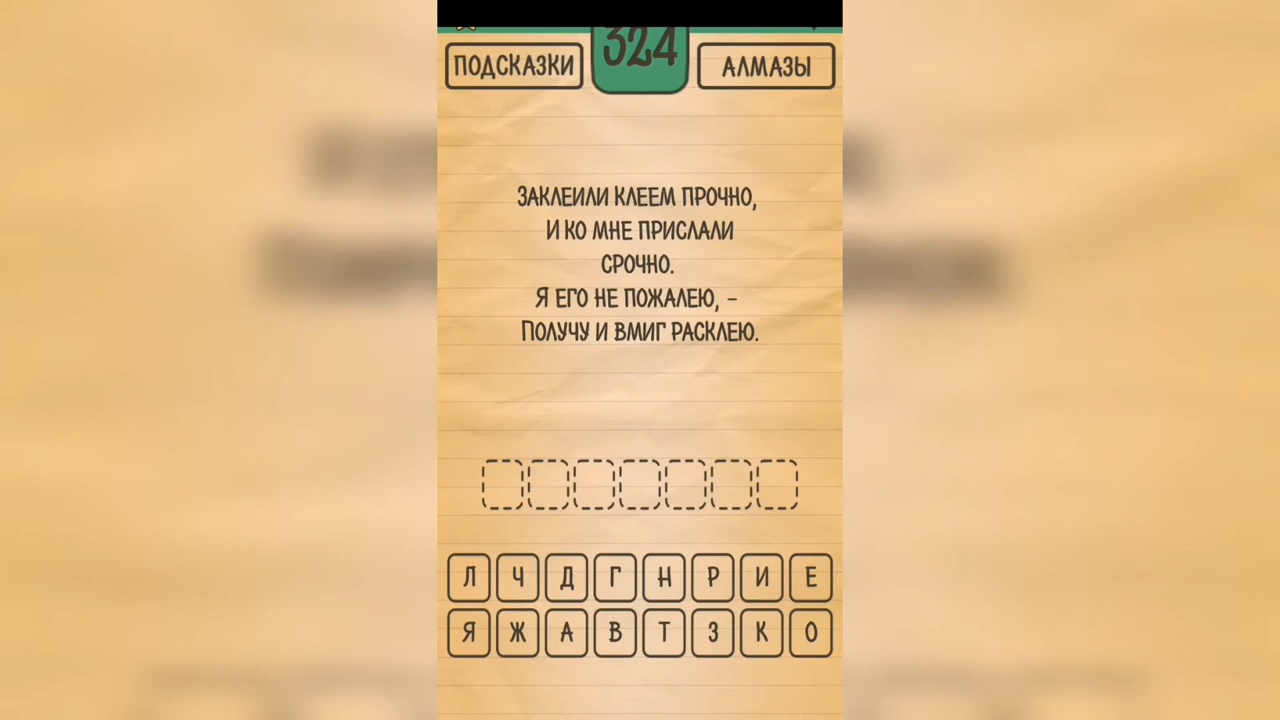 324
ПОДСКАЗКИ
АЛМАЗЫ
ЗАКЛЕИЛИ КЛЕЕМ ПРОЧНО,
И КО МНЕ ПРИСЛАЛИ
СРОЧНО.
Я ЕГО НЕ ПОЖАЛЕЮ, –
ПОЛУЧУ И ВМИГ РАСКЛЕЮ.
Л Ч Д Г Н Р И Е
Я Ж А В Т З К О